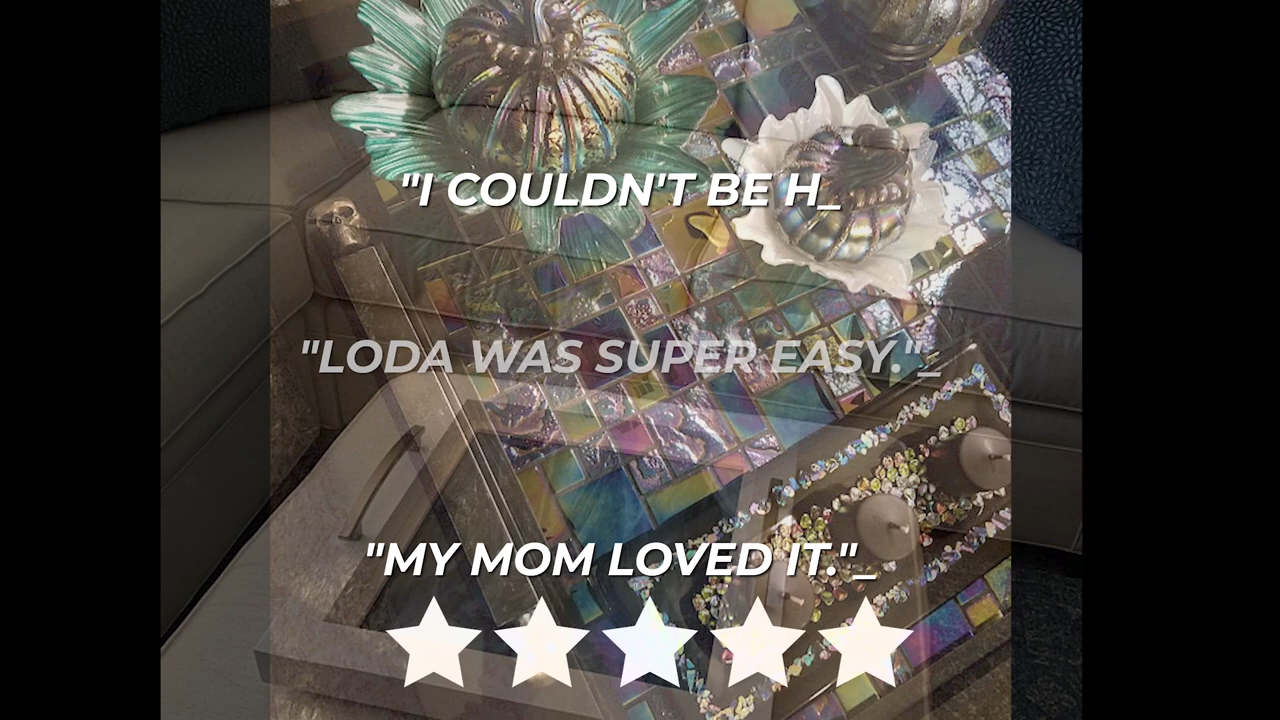 "I COULDN'T BE H_
"LODA WAS SUPER EASY."_
"MY MOM LOVED IT."_